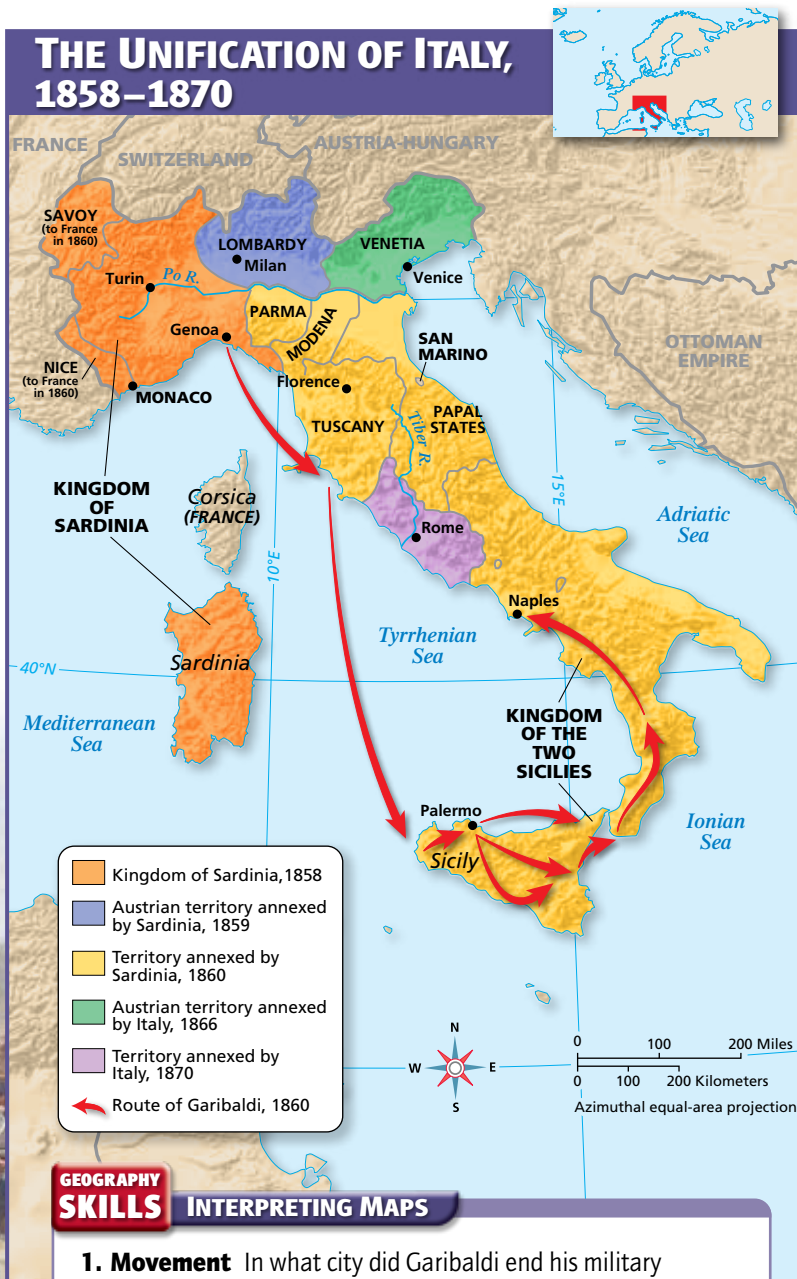 THE UNIFICATION OF ITALY,
1858–1870
FRANCE
SWITZERLAND
AUSTRIA-HUNGARY
SAVOY
(to France
in 1860)
LOMBARDY
Milan
VENETIA
Venice
Turin
Po R.
PARMA
MODENA
Genoa
SAN
MARINO
OTTOMAN
EMPIRE
NICE
(to France
in 1860)
MONACO
Florence
TUSCANY
PAPAL
STATES
Tiber R.
KINGDOM
OF
SARDINIA
Corsica
(FRANCE)
15°E
Adriatic
Sea
Rome
10°E
Naples
Tyrrhenian
Sea
40°N
Sardinia
Mediterranean
Sea
KINGDOM
OF THE
TWO
SICILIES
Palermo
Sicily
Ionian
Sea
Kingdom of Sardinia,1858
Austrian territory annexed
by Sardinia, 1859
Territory annexed by
Sardinia, 1860
Austrian territory annexed
by Italy, 1866
Territory annexed by
Italy, 1870
Route of Garibaldi, 1860
N
W E
S
0 100 200 Miles
0 100 200 Kilometers
Azimuthal equal-area projection
GEOGRAPHY
SKILLS INTERPRETING MAPS
1. Movement In what city did Garibaldi end his military